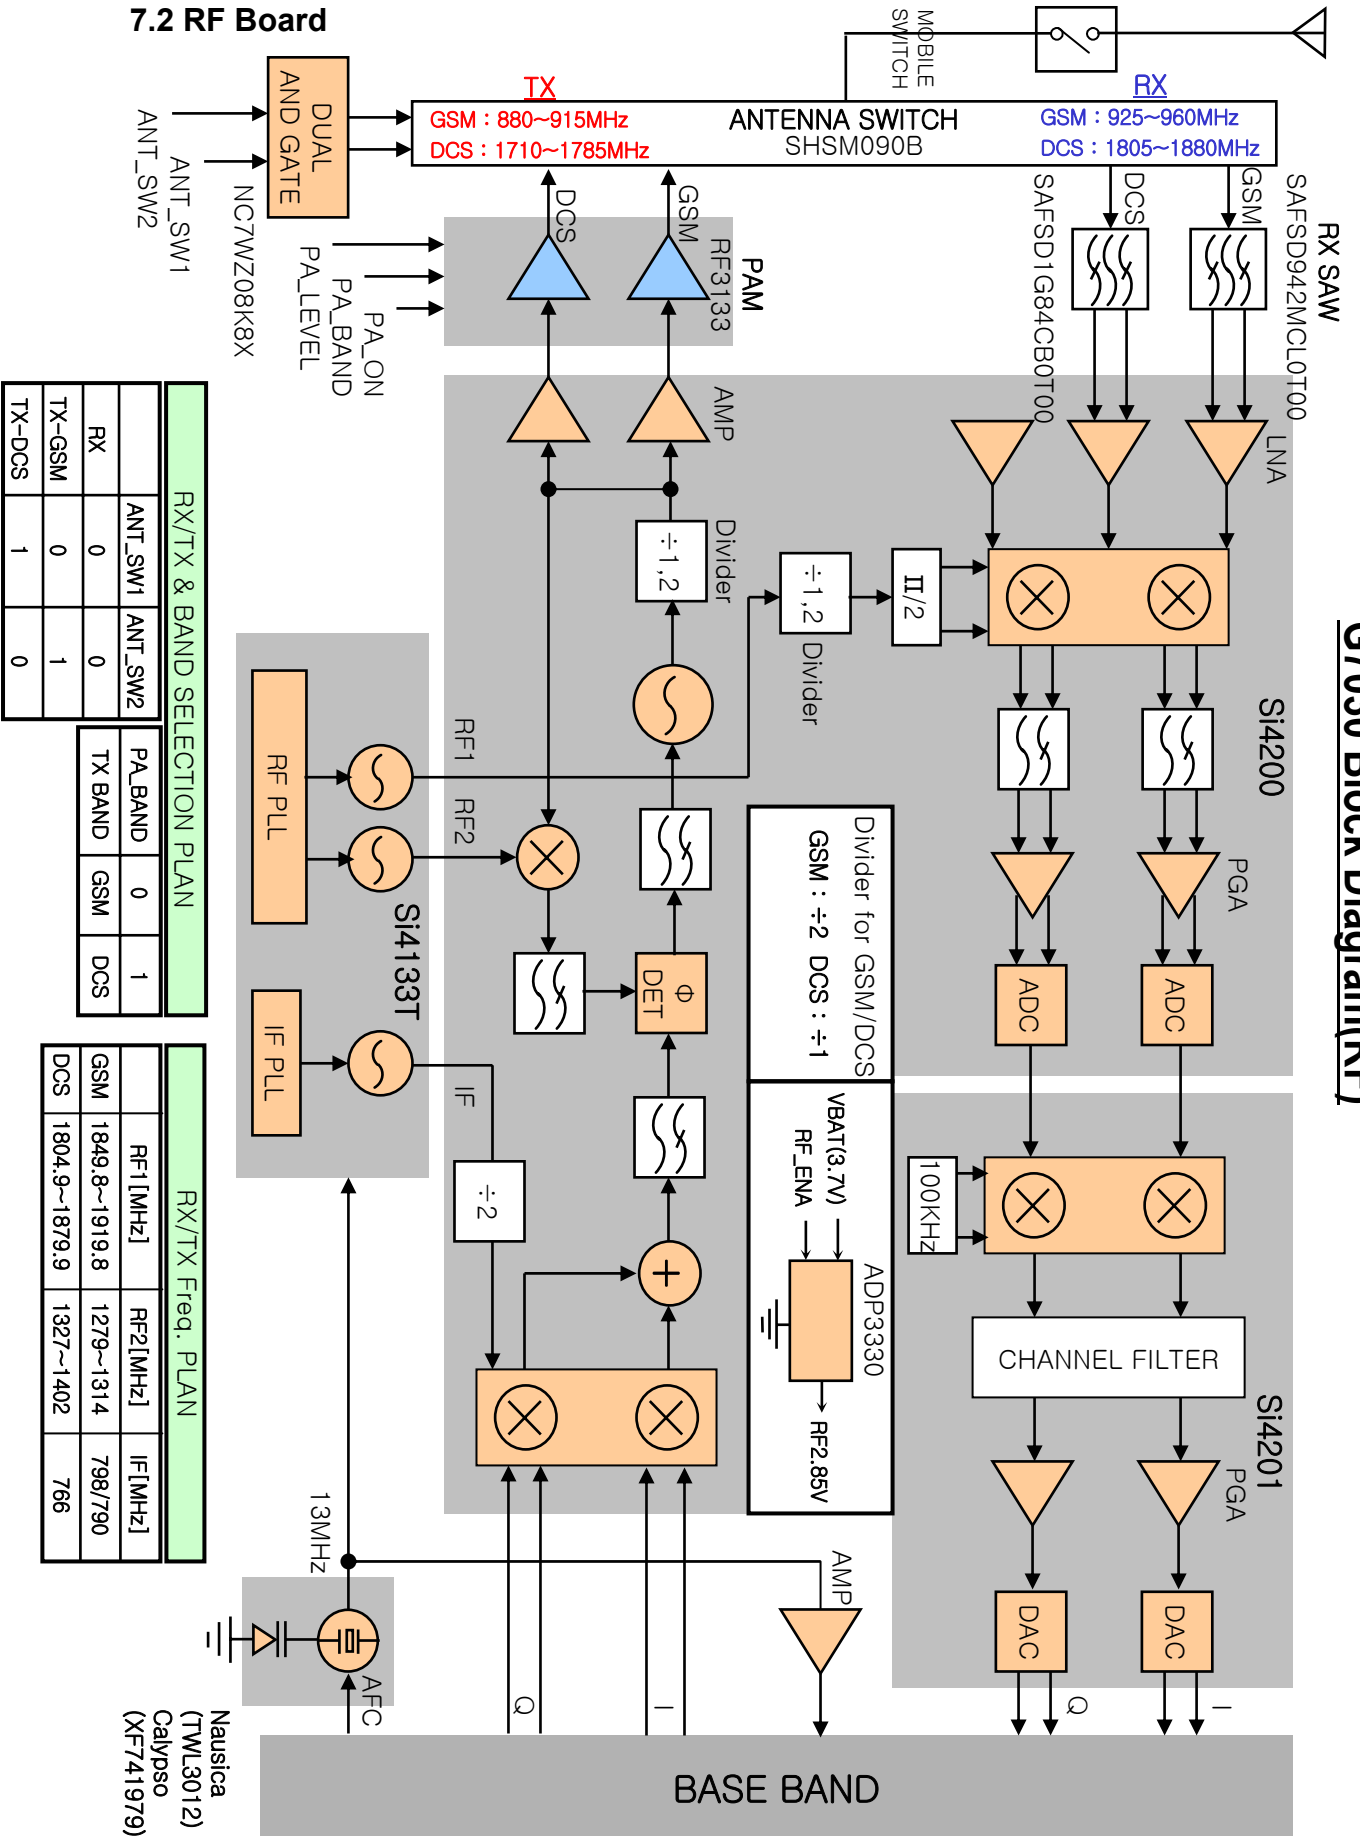 7.2 RF Board
G7030 Block Diagram(RF)
MOBILE
SWITCH
TX
RX
GSM : 880~915MHz
DCS : 1710~1785MHz
ANTENNA SWITCH
SHSM090B
GSM : 925~960MHz
DCS : 1805~1880MHz
DUAL
AND GATE
ANT_SW2
ANT_SW1
NC7WZ08K8X
DCS
GSM
RF3133
PAM
PA_LEVEL
PA_BAND
PA_ON
DCS
GSM
SAFSD1G84CB0T00
SAFSD942MCL0T00
RX SAW
AMP
LNA
Divider
÷1,2
÷1,2
Divider
II/2
Si4200
RF1
RF2
RF PLL
Si4133T
IF PLL
IF
÷2
Φ
DET
PGA
ADC
ADC
Divider for GSM/DCS
GSM : ÷2 DCS : ÷1
VBAT(3.7V)
RF_ENA
ADP3330
RF2.85V
100KHz
CHANNEL FILTER
Si4201
PGA
DAC
DAC
Q
I
Q
I
AMP
13MHz
AFC
Nausica
(TWL3012)
Calypso
(XF741979)
BASE BAND
RX/TX & BAND SELECTION PLAN
ANT_SW1 ANT_SW2
RX 0 0
TX-GSM 0 1
TX-DCS 1 0
PA_BAND 0 1
TX BAND GSM DCS
RX/TX Freq. PLAN
RF1[MHz] RF2[MHz] IF[MHz]
GSM 1849.8~1919.8 1279~1314 798/790
DCS 1804.9~1879.9 1327~1402 766